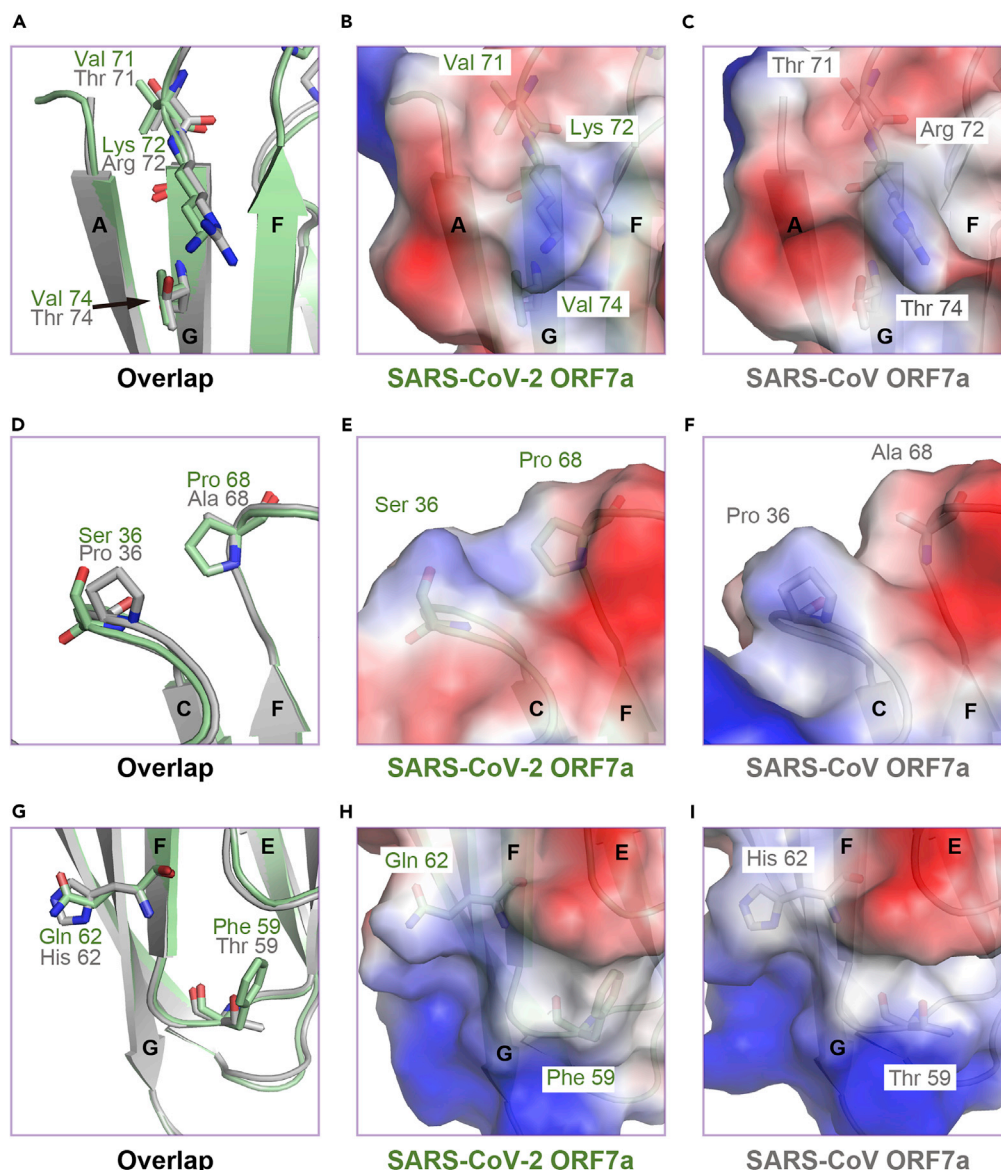 A
Val 71
Thr 71
Lys 72
Arg 72
A
F
Val 74
Thr 74
G
Overlap
B
Val 71
Lys 72
A
F
Val 74
G
SARS-CoV-2 ORF7a
C
Thr 71
Arg 72
A
F
Thr 74
G
SARS-CoV ORF7a
D
Pro 68
Ala 68
Ser 36
Pro 36
C
F
Overlap
E
Pro 68
Ser 36
C
F
SARS-CoV-2 ORF7a
F
Ala 68
Pro 36
C
F
SARS-CoV ORF7a
G
F
E
Gln 62
His 62
Phe 59
Thr 59
G
Overlap
H
Gln 62
F
E
G
Phe 59
SARS-CoV-2 ORF7a
I
His 62
F
E
G
Thr 59
SARS-CoV ORF7a